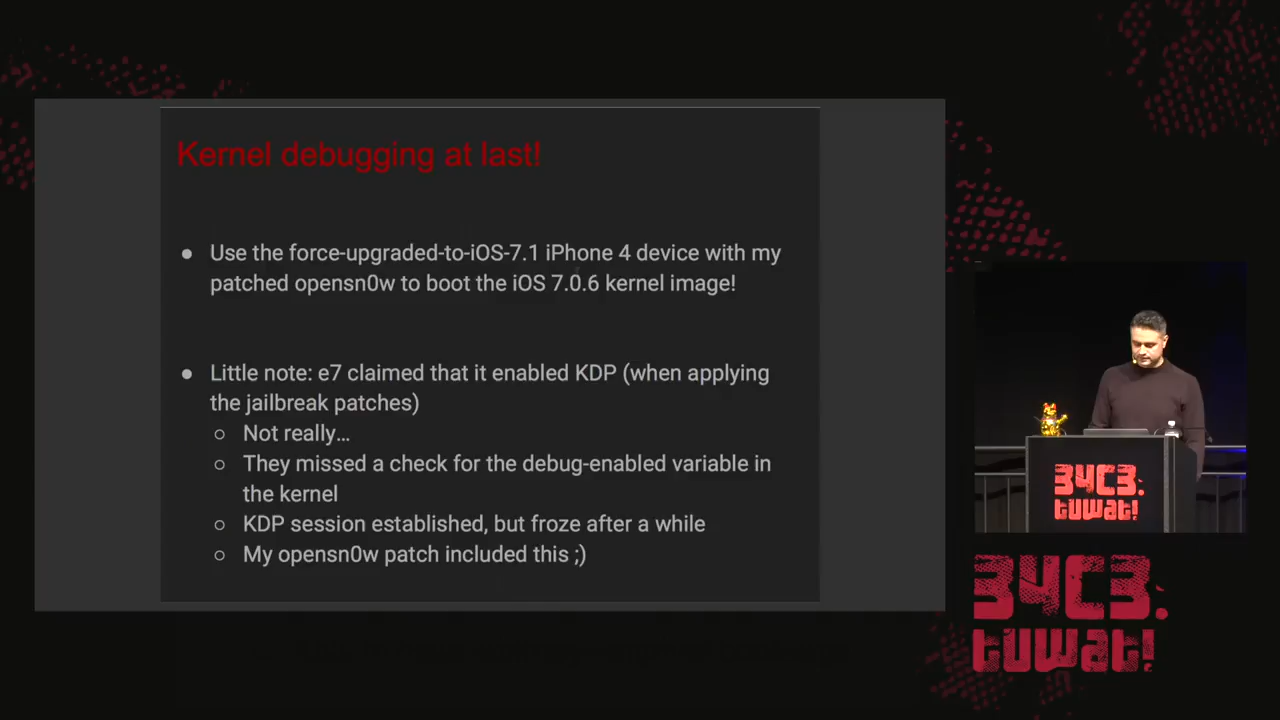 Kernel debugging at last!
● Use the force-upgraded-to-iOS-7.1 iPhone 4 device with my
patched opensn0w to boot the iOS 7.0.6 kernel image!
● Little note: e7 claimed that it enabled KDP (when applying
the jailbreak patches)
○ Not really…
○ They missed a check for the debug-enabled variable in
the kernel
○ KDP session established, but froze after a while
○ My opensn0w patch included this ;)
34C3.
tuwat!
34C3.
tuwat!